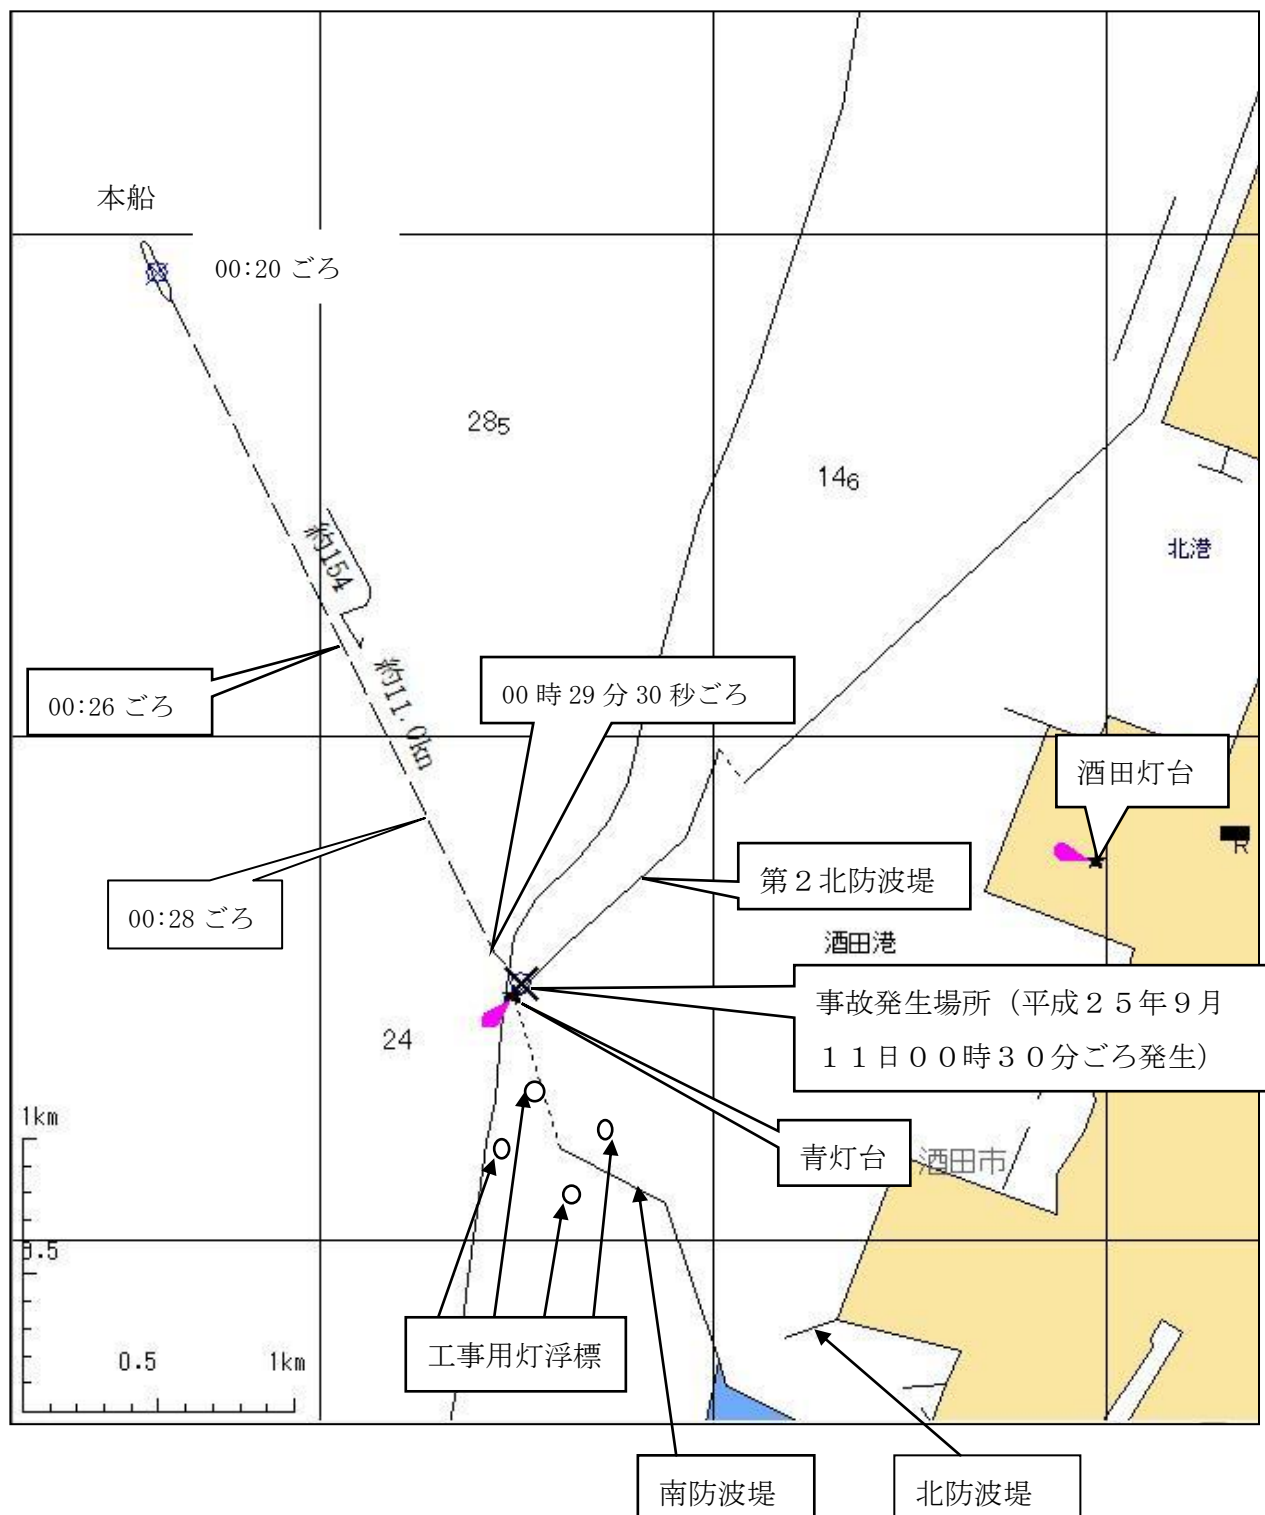 本船
00:20 ごろ
28₅
14₆
約154
北港
約11.0kn
00:26 ごろ
00 時 29 分 30 秒ごろ
酒田灯台
R
第２北防波堤
00:28 ごろ
酒田港
事故発生場所（平成２５年９月
１１日００時３０分ごろ発生）
24
1km
青灯台
酒田市
0.5
工事用灯浮標
0.5
1km
南防波堤
北防波堤